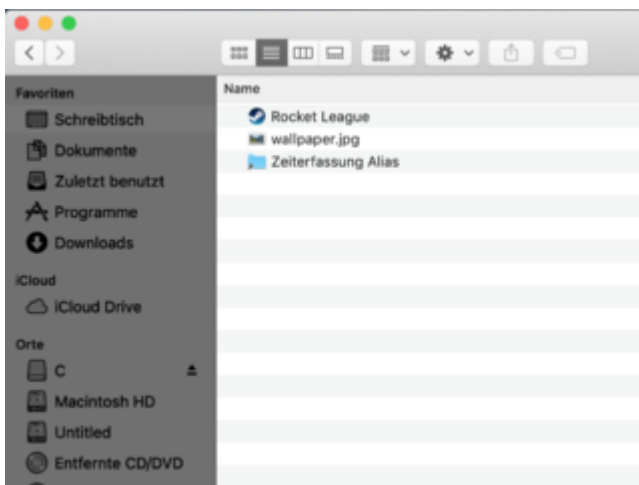 Name
Favoriten
Schreibtisch
Dokumente
Zuletzt benutzt
Programme
Downloads
iCloud
iCloud Drive
Orte
C
Macintosh HD
Untitled
Entfernte CD/DVD
Rocket League
wallpaper.jpg
Zeiterfassung Alias